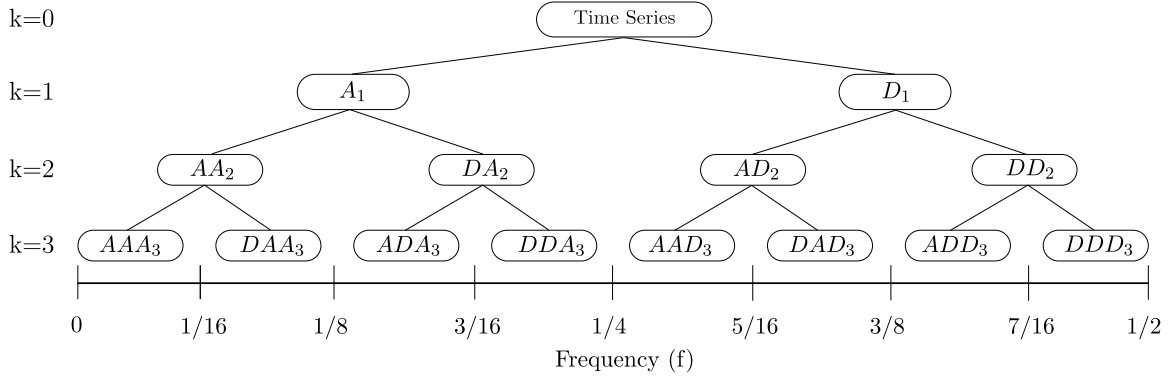 k=0 Time Series
k=1 A₁ D₁
k=2 AA₂ DA₂ AD₂ DD₂
k=3 AAA₃ DAA₃ ADA₃ DDA₃ AAD₃ DAD₃ ADD₃ DDD₃
0 1/16 1/8 3/16 1/4 5/16 3/8 7/16 1/2
Frequency (f)